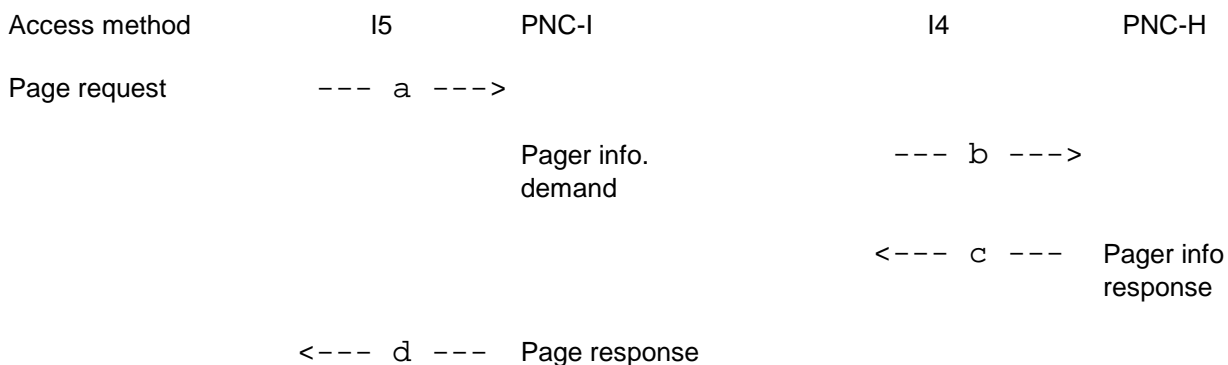 Access method I5 PNC-I I4 PNC-H
Page request --- a --->
Pager info. --- b --->
demand
<--- c --- Pager info
response
<--- d --- Page response